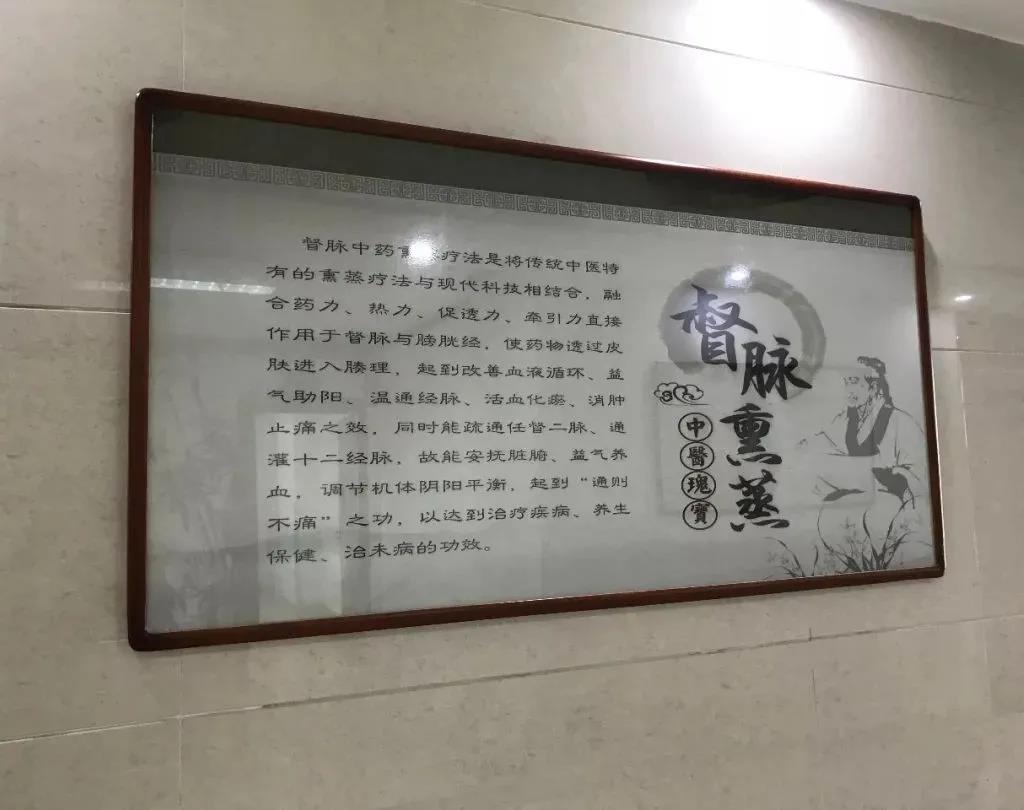 督脉中药熏蒸疗法是将传统中医特
有的熏蒸疗法与现代科技相结合，融
合药力、热力、促透力、牵引力直接
作用于督脉与膀胱经，使药物透过皮
肤进入腠理，起到改善血液循环、益
气助阳、温通经脉、活血化瘀、消肿
止痛之效，同时能疏通任督二脉、通
灌十二经脉，故能安抚脏腑、益气养
血，调节机体阴阳平衡，起到“通则
不痛”之功，以达到治疗疾病、养生
保健、治未病的功效。
督脉熏蒸
中醫瑰寶